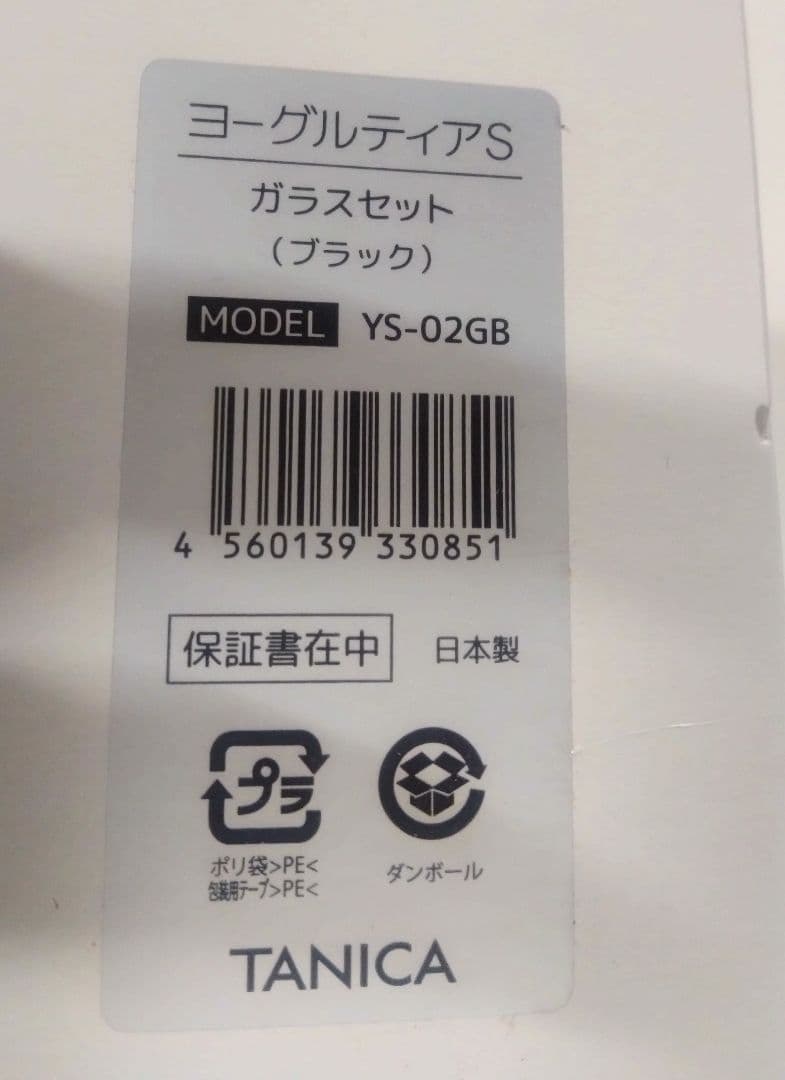 ヨーグルティアS
ガラスセット
（ブラック）
MODEL YS-02GB
4 560139 330851
保証書在中 日本製
プラ
ポリ袋>PE< ダンボール
包装用テープ>PE<
TANICA